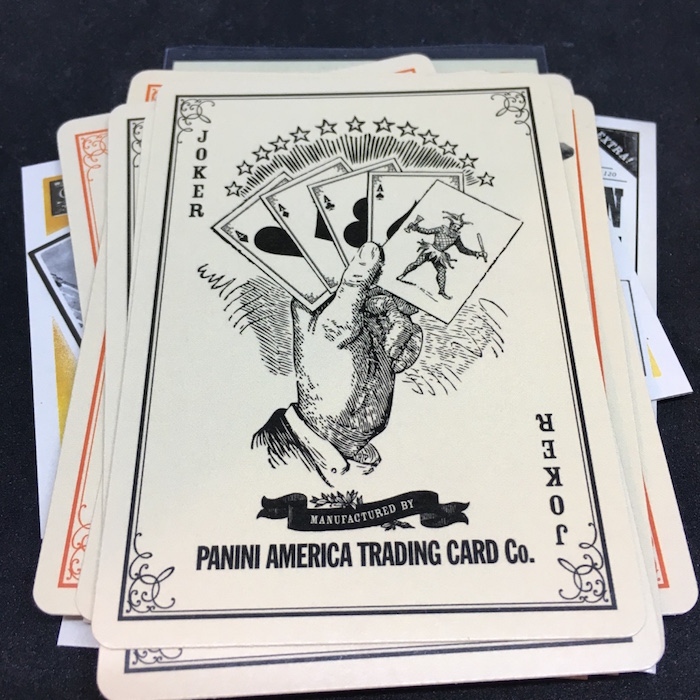 JOKER
A
A
A
A
MANUFACTURED BY
PANINI AMERICA TRADING CARD Co.
JOKER
EXTRA!